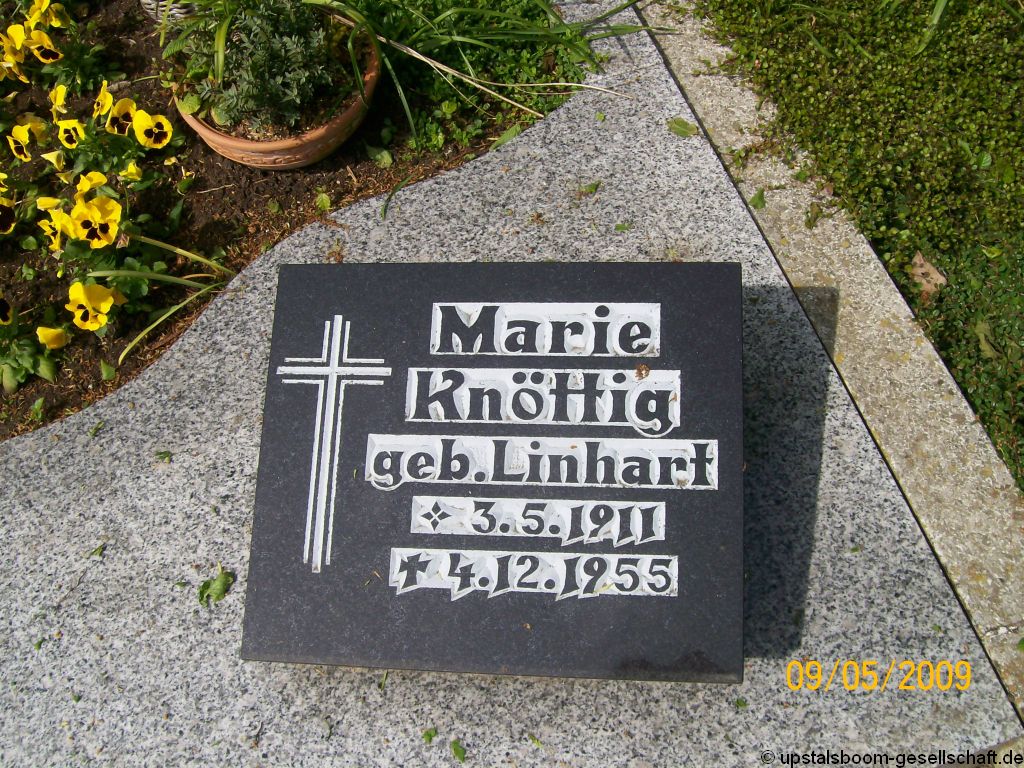 Marie
Knöttig
geb. Linhart
✧ 3.5.1911
✝ 4.12.1955
09/05/2009
© upstalsboom-gesellschaft.de